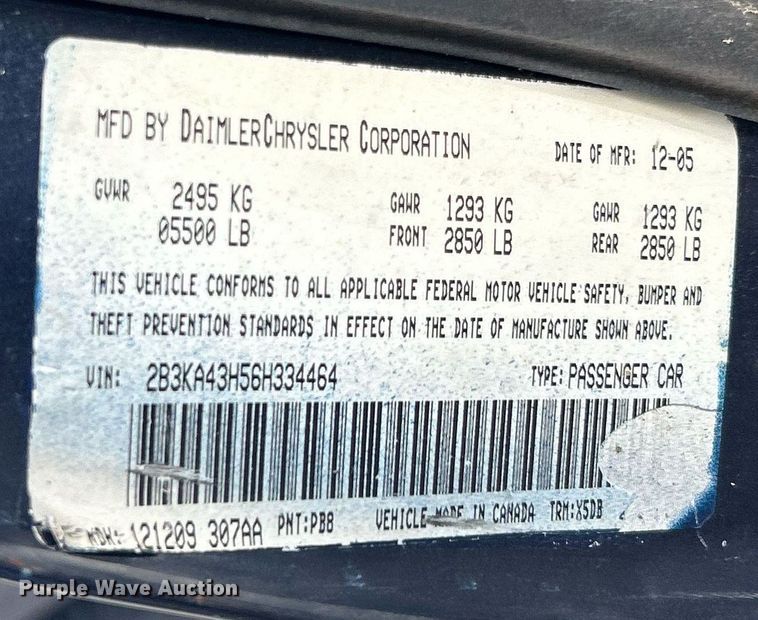 MFD BY DAIMLERCHRYSLER CORPORATION DATE OF MFR: 12-05
GVWR 2495 KG GAWR 1293 KG GAWR 1293 KG
05500 LB FRONT 2850 LB REAR 2850 LB
THIS VEHICLE CONFORMS TO ALL APPLICABLE FEDERAL MOTOR VEHICLE SAFETY, BUMPER AND
THEFT PREVENTION STANDARDS IN EFFECT ON THE DATE OF MANUFACTURE SHOWN ABOVE.
VIN: 2B3KA43H56H334464 TYPE: PASSENGER CAR
MDH: 121209 307AA PNT:PB8 VEHICLE MADE IN CANADA TRM:X5DB
Purple Wave Auction